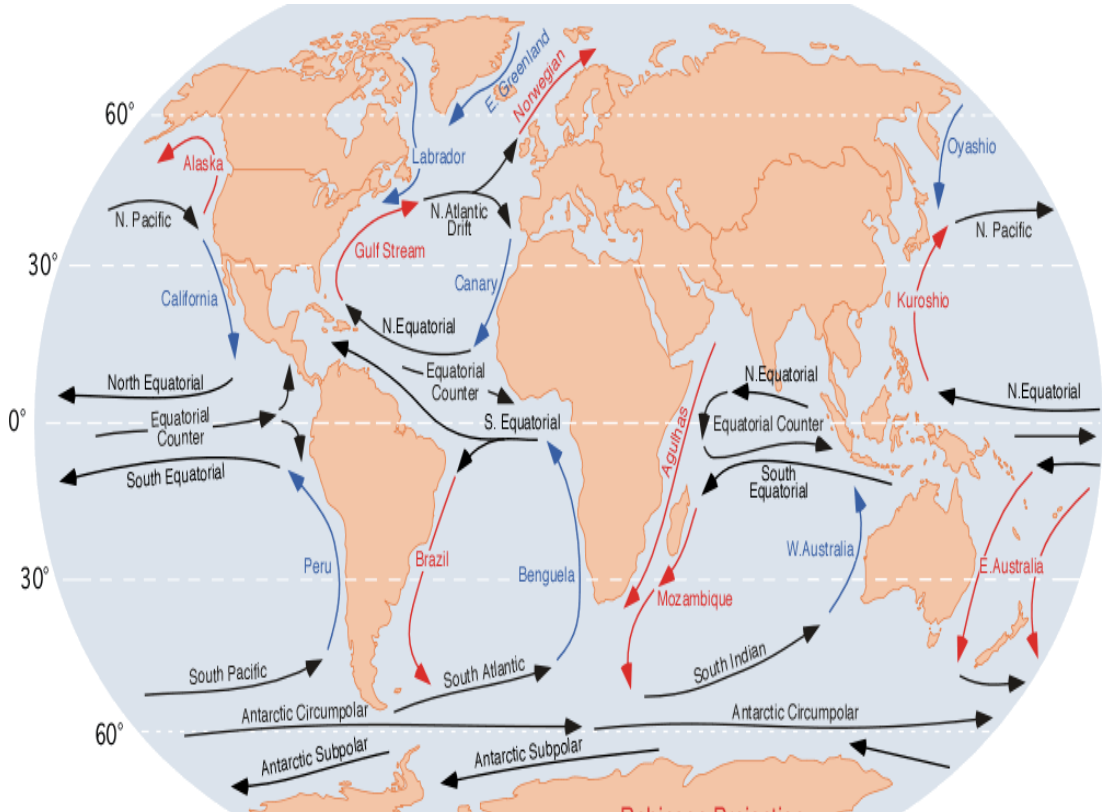 E. Greenland
Norwegian
60°
Alaska
Labrador
Oyashio
N. Pacific
N. Atlantic
Drift
N. Pacific
Gulf Stream
30°
California
Canary
Kuroshio
N.Equatorial
North Equatorial
Equatorial
Counter
N.Equatorial
N.Equatorial
0°
Equatorial
Counter
S. Equatorial
Equatorial Counter
Agulhas
South Equatorial
South
Equatorial
Peru
Brazil
Benguela
W.Australia
E.Australia
30°
Mozambique
South Pacific
South Atlantic
South Indian
Antarctic Circumpolar
Antarctic Circumpolar
60°
Antarctic Subpolar
Antarctic Subpolar
Robinson Projection